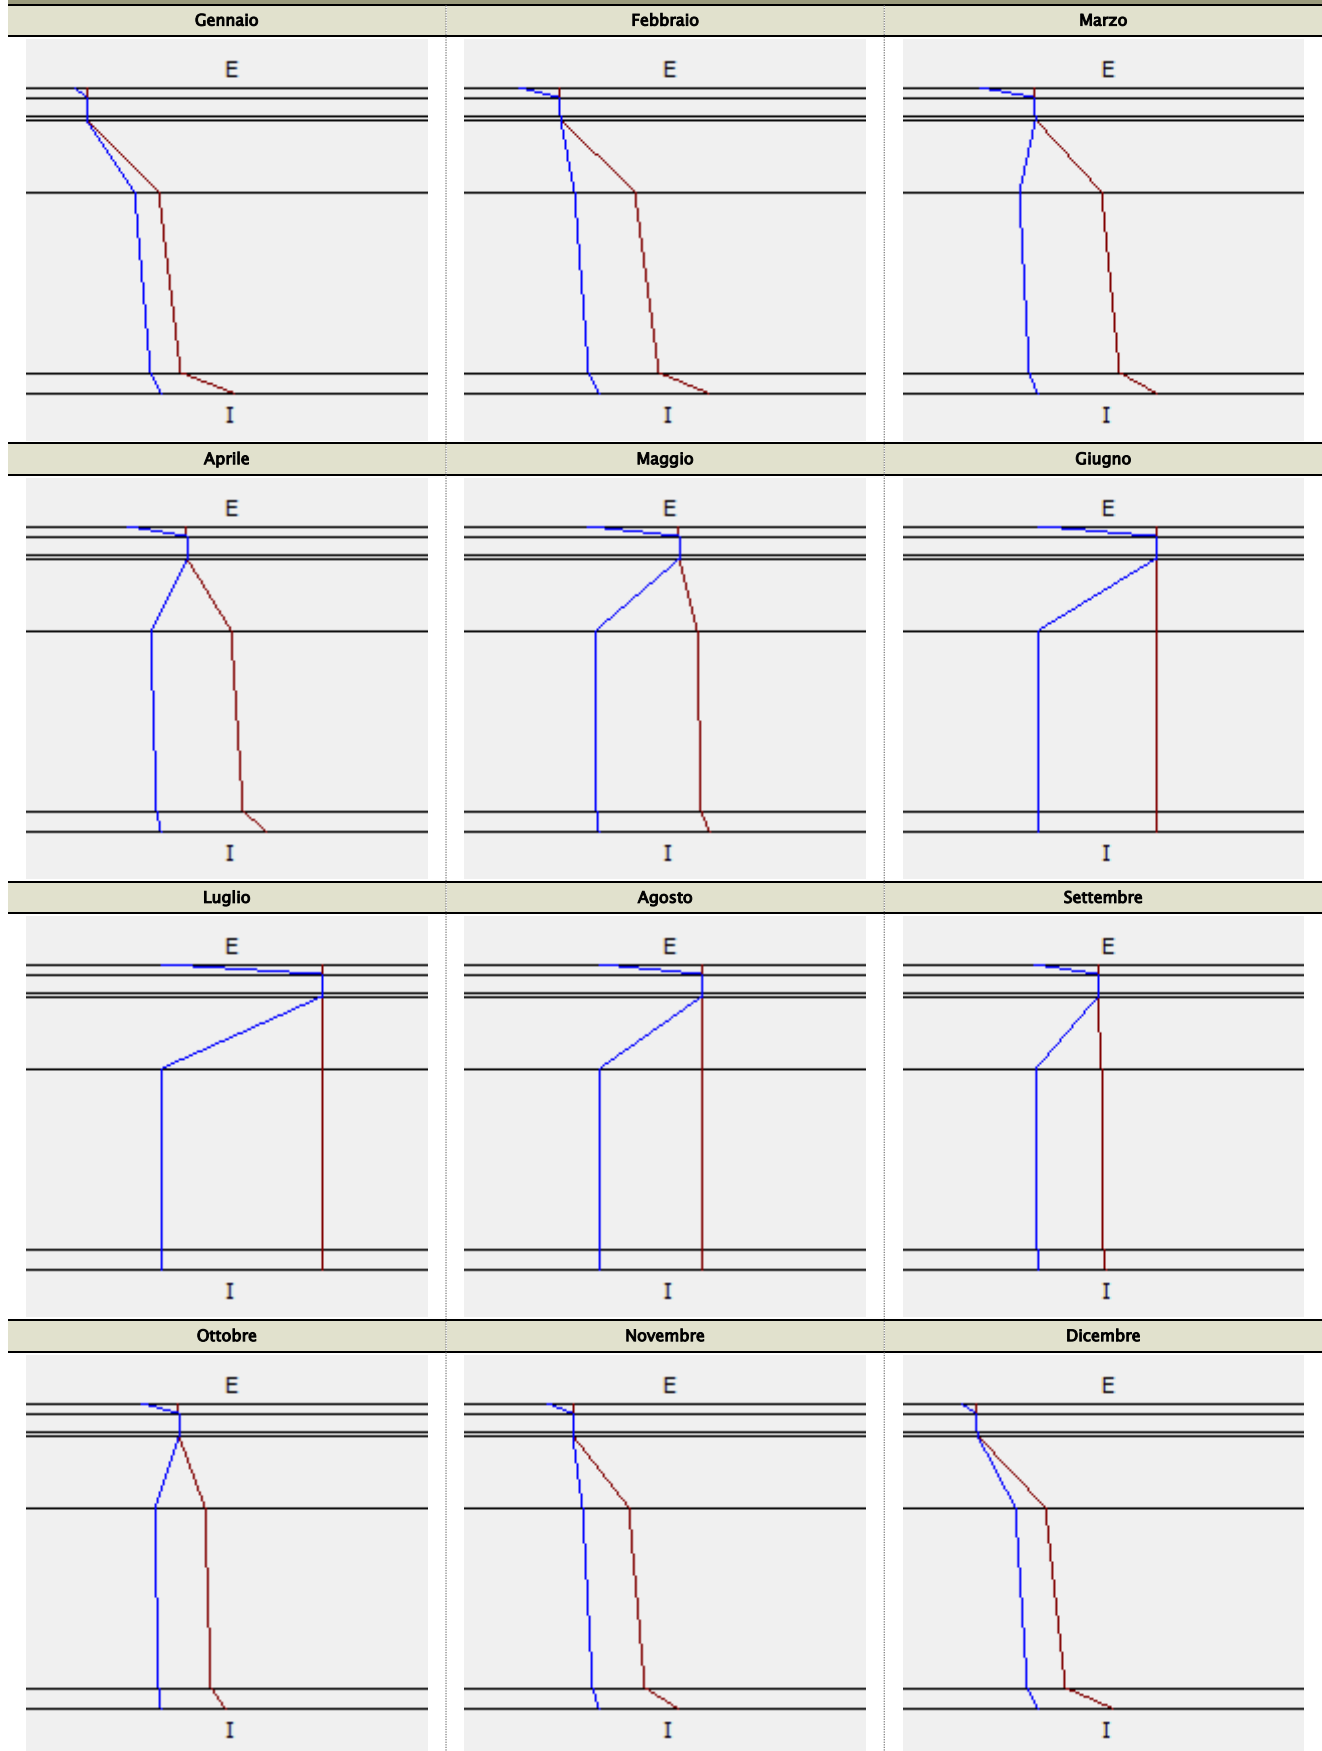 Gennaio Febbraio Marzo
E E E
I I I
Aprile Maggio Giugno
E E E
I I I
Luglio Agosto Settembre
E E E
I I I
Ottobre Novembre Dicembre
E E E
I I I